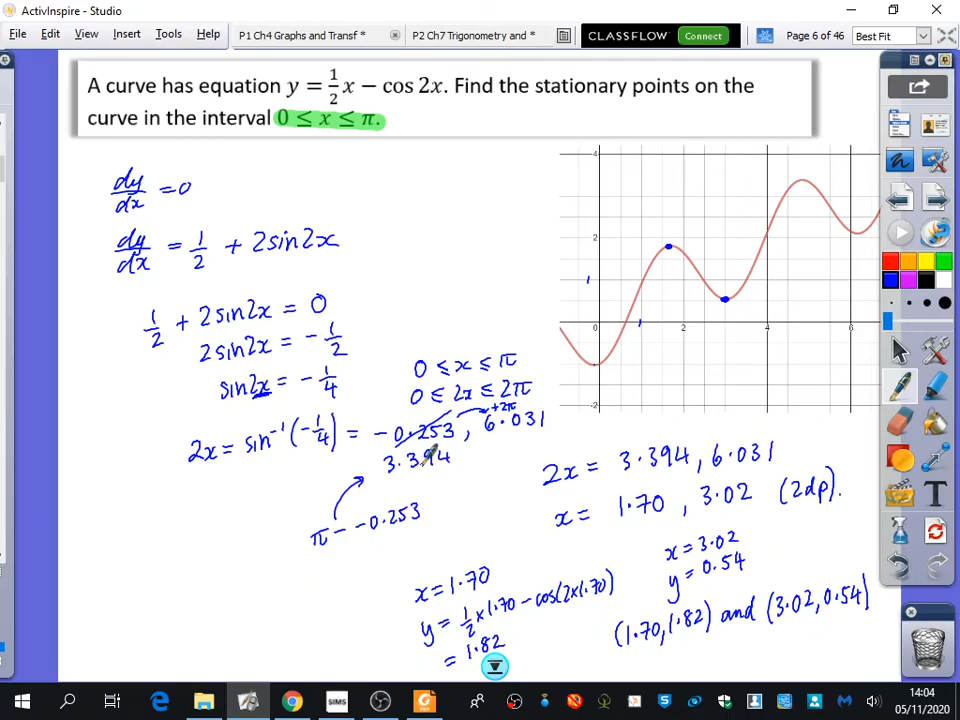 ActivInspire - Studio
File Edit View Insert Tools Help P1 Ch4 Graphs and Transf * P2 Ch7 Trigonometry and * CLASSFLOW Connect Page 6 of 46 Best Fit
A curve has equation y = 1/2 x − cos 2x. Find the stationary points on the
curve in the interval 0 ≤ x ≤ π.
dy/dx = 0
dy/dx = 1/2 + 2sin2x
1/2 + 2sin2x = 0
2sin2x = -1/2
sin2x = -1/4
0 ≤ x ≤ π
0 ≤ 2x ≤ 2π
+2π
2x = sin⁻¹(-1/4) = -0.253, 6.031
3.394
π - -0.253
4
2
1
0 1 2 4 6
-2
2x = 3.394, 6.031
x = 1.70, 3.02 (2dp).
x = 1.70
y = 1/2 × 1.70 - cos(2×1.70)
= 1.82
x = 3.02
y = 0.54
(1.70, 1.82) and (3.02, 0.54)
T
SIMS
14:04
05/11/2020